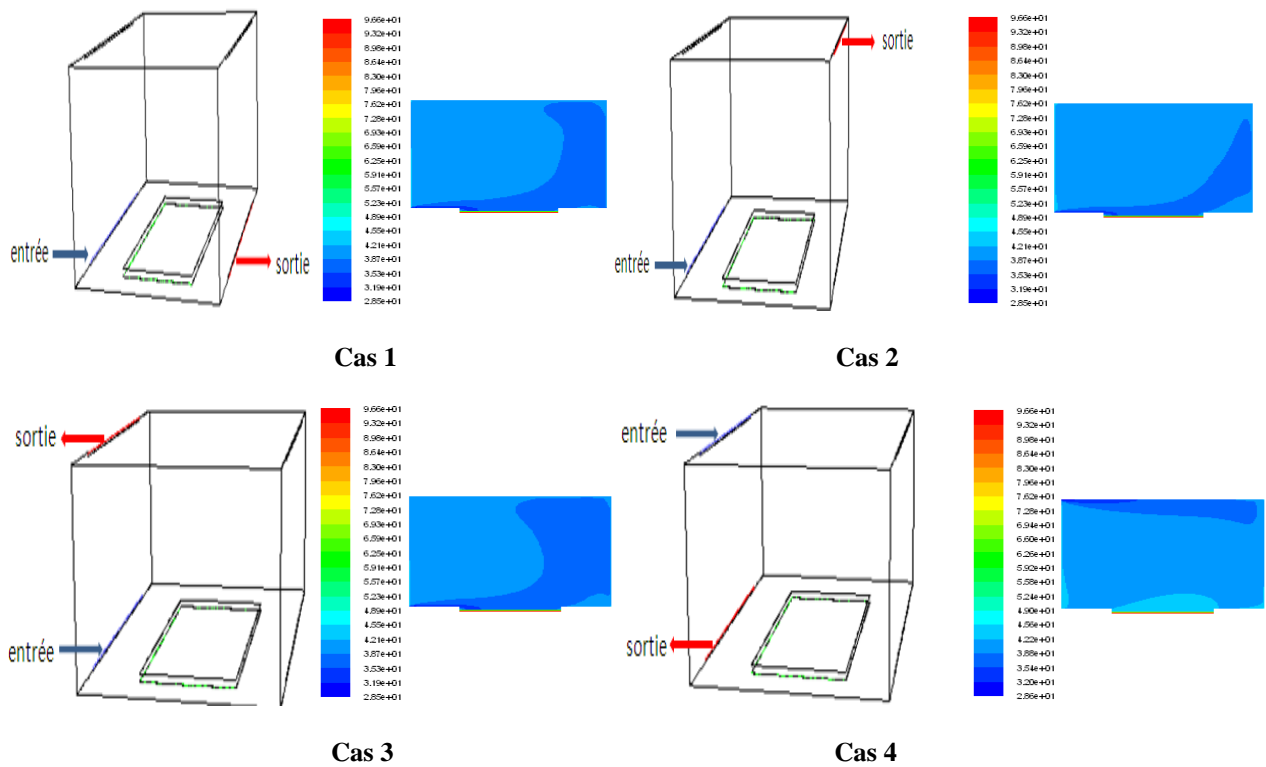 9.66e+01
9.32e+01
8.98e+01
8.64e+01
8.30e+01
7.96e+01
7.62e+01
7.28e+01
6.93e+01
6.59e+01
6.25e+01
5.91e+01
5.57e+01
5.23e+01
4.89e+01
4.55e+01
4.21e+01
3.87e+01
3.53e+01
3.19e+01
2.85e+01
entrée
sortie
Cas 1
9.66e+01
9.32e+01
8.98e+01
8.64e+01
8.30e+01
7.96e+01
7.62e+01
7.28e+01
6.93e+01
6.59e+01
6.25e+01
5.91e+01
5.57e+01
5.23e+01
4.89e+01
4.55e+01
4.21e+01
3.87e+01
3.53e+01
3.19e+01
2.85e+01
sortie
entrée
Cas 2
9.66e+01
9.32e+01
8.98e+01
8.64e+01
8.30e+01
7.96e+01
7.62e+01
7.28e+01
6.93e+01
6.59e+01
6.25e+01
5.91e+01
5.57e+01
5.23e+01
4.89e+01
4.55e+01
4.21e+01
3.87e+01
3.53e+01
3.19e+01
2.85e+01
sortie
entrée
Cas 3
9.66e+01
9.32e+01
8.98e+01
8.64e+01
8.30e+01
7.96e+01
7.62e+01
7.28e+01
6.94e+01
6.60e+01
6.26e+01
5.92e+01
5.58e+01
5.24e+01
4.90e+01
4.56e+01
4.22e+01
3.88e+01
3.54e+01
3.20e+01
2.86e+01
entrée
sortie
Cas 4